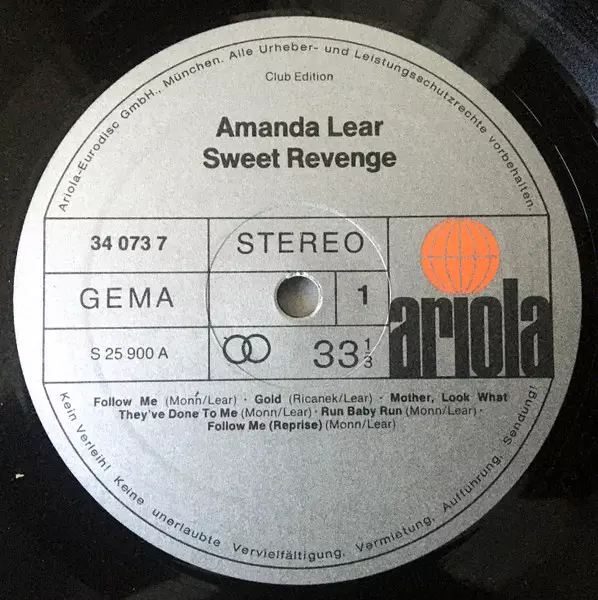 Ariola-Eurodisc GmbH., München. Alle Urheber- und Leistungsschutzrechte vorbehalten.
Club Edition
Amanda Lear
Sweet Revenge
34 073 7
STEREO
GEMA
1
S 25 900 A
33 1/3
ariola
Follow Me (Monn/Lear) · Gold (Ricanek/Lear) · Mother, Look What
They've Done To Me (Monn/Lear) · Run Baby Run (Monn/Lear) ·
Follow Me (Reprise) (Monn/Lear)
Kein Verleih! Keine unerlaubte Vervielfältigung, Vermietung, Aufführung, Sendung!